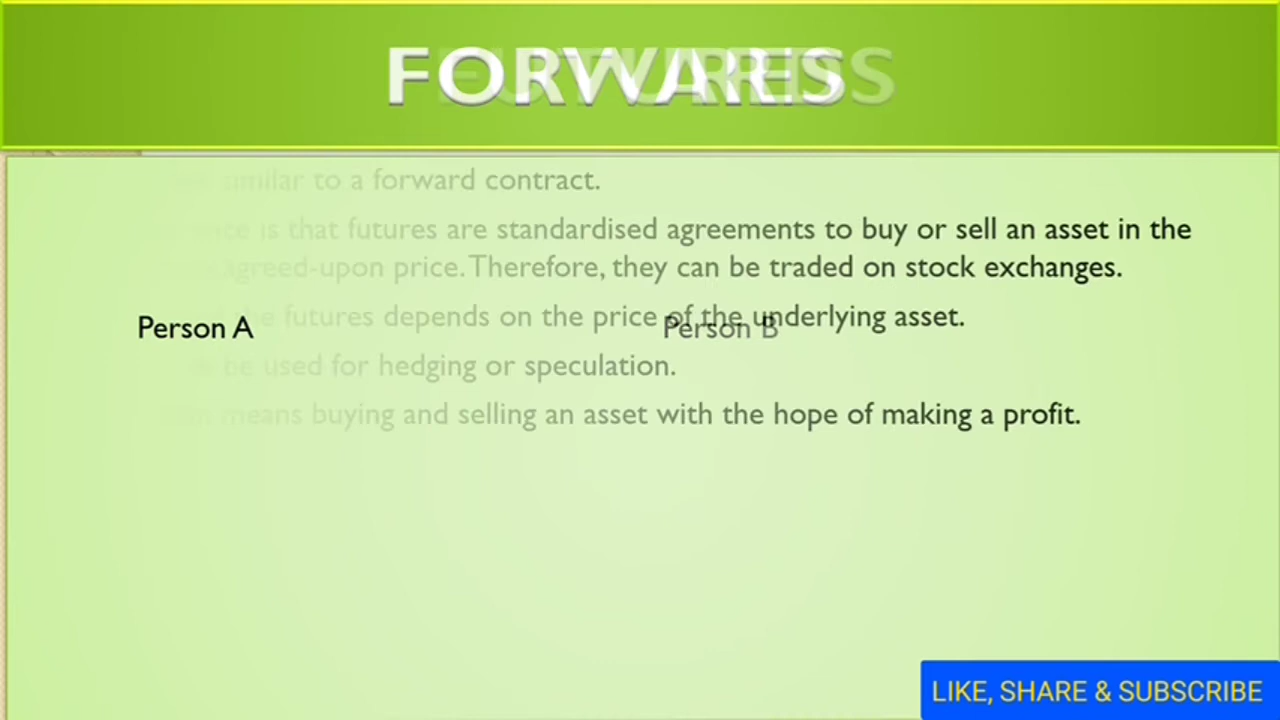 similar to a forward contract.
is that futures are standardised agreements to buy or sell an asset in the
agreed-upon price. Therefore, they can be traded on stock exchanges.
the futures depends on the price of the underlying asset.
Person A Person B
be used for hedging or speculation.
means buying and selling an asset with the hope of making a profit.
LIKE, SHARE & SUBSCRIBE